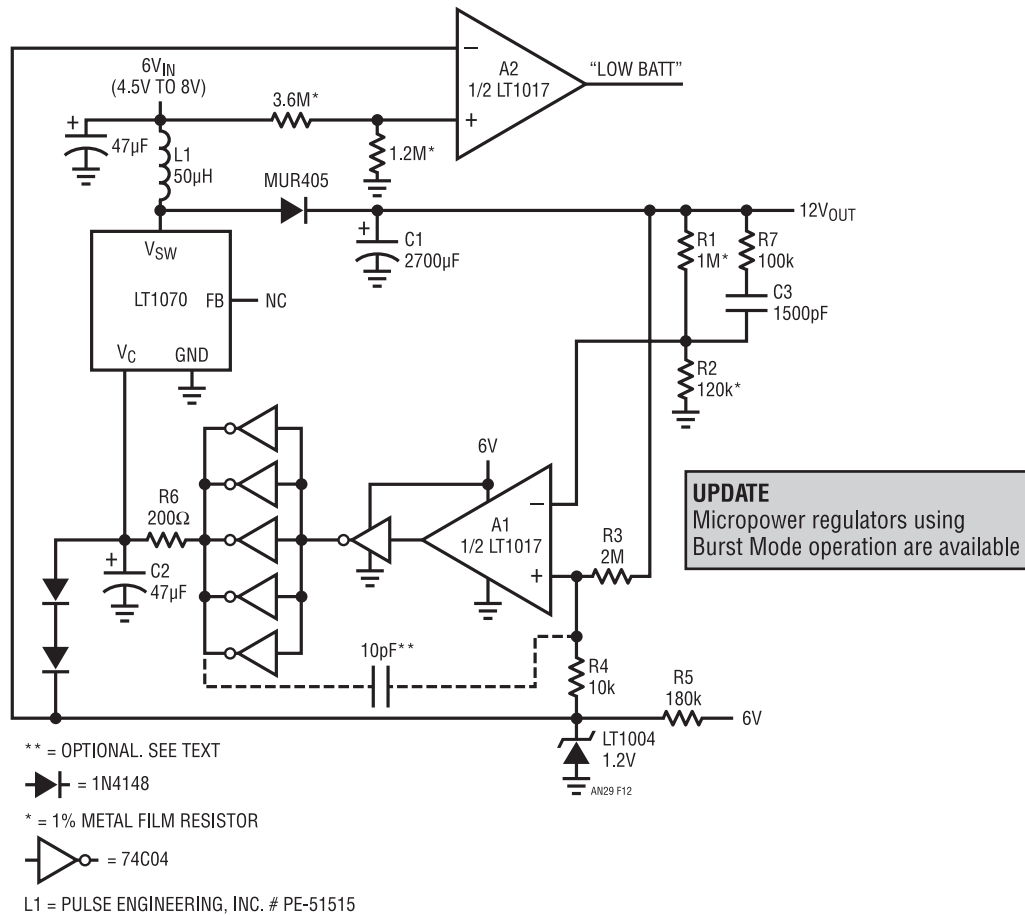 6VIN
(4.5V TO 8V)
+
47µF
L1
50µH
3.6M*
1.2M*
−
+
A2
1/2 LT1017
“LOW BATT”
MUR405
+
C1
2700µF
12VOUT
R1
1M*
R7
100k
C3
1500pF
R2
120k*
VSW
LT1070
FB
NC
VC
GND
R6
200Ω
+
C2
47µF
6V
A1
1/2 LT1017
−
+
R3
2M
UPDATE
Micropower regulators using
Burst Mode operation are available
10pF**
R4
10k
R5
180k
6V
LT1004
1.2V
AN29 F12
** = OPTIONAL. SEE TEXT
= 1N4148
* = 1% METAL FILM RESISTOR
= 74C04
L1 = PULSE ENGINEERING, INC. # PE-51515